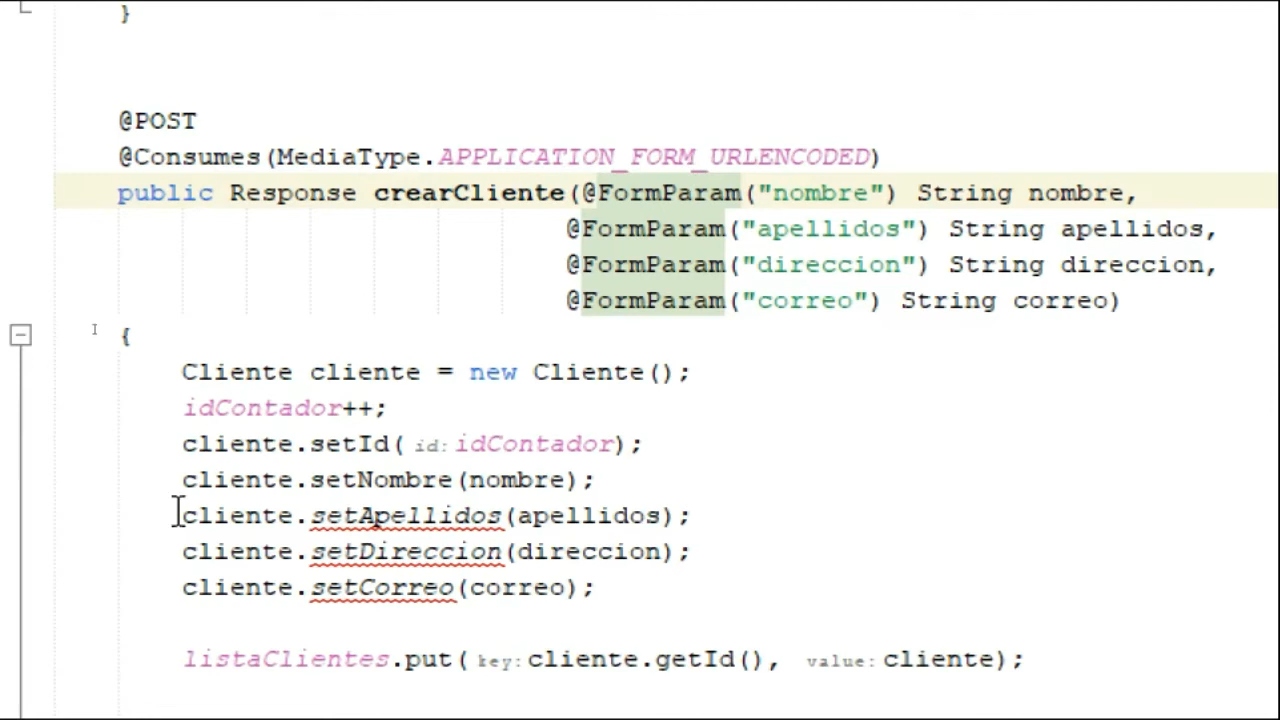 }
@POST
@Consumes(MediaType.APPLICATION_FORM_URLENCODED)
public Response crearCliente(@FormParam("nombre") String nombre,
@FormParam("apellidos") String apellidos,
@FormParam("direccion") String direccion,
@FormParam("correo") String correo)
{
Cliente cliente = new Cliente();
idContador++;
cliente.setId( id: idContador);
cliente.setNombre(nombre);
cliente.setApellidos(apellidos);
cliente.setDireccion(direccion);
cliente.setCorreo(correo);
listaClientes.put( key: cliente.getId(), value: cliente);